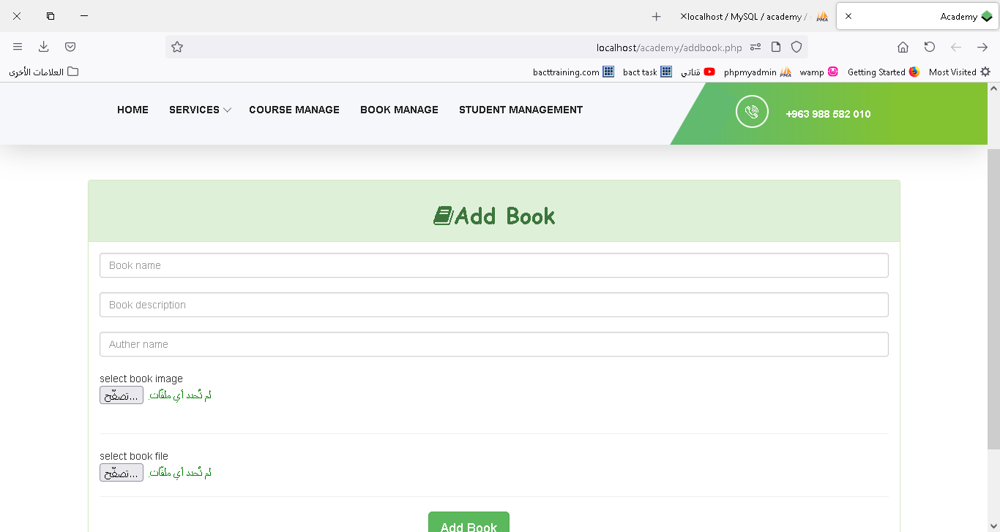 Academy
localhost / MySQL / academy /
localhost/academy/addbook.php
Most Visited
Getting Started
wamp
phpmyadmin
قناتي
bact task
bacttraining.com
العلامات الأخرى
HOME SERVICES COURSE MANAGE BOOK MANAGE STUDENT MANAGEMENT
+963 988 582 010
Add Book
Book name
Book description
Auther name
select book image
تصفّح... لم تُحدد أي ملفّات.
select book file
تصفّح... لم تُحدد أي ملفّات.
Add Book